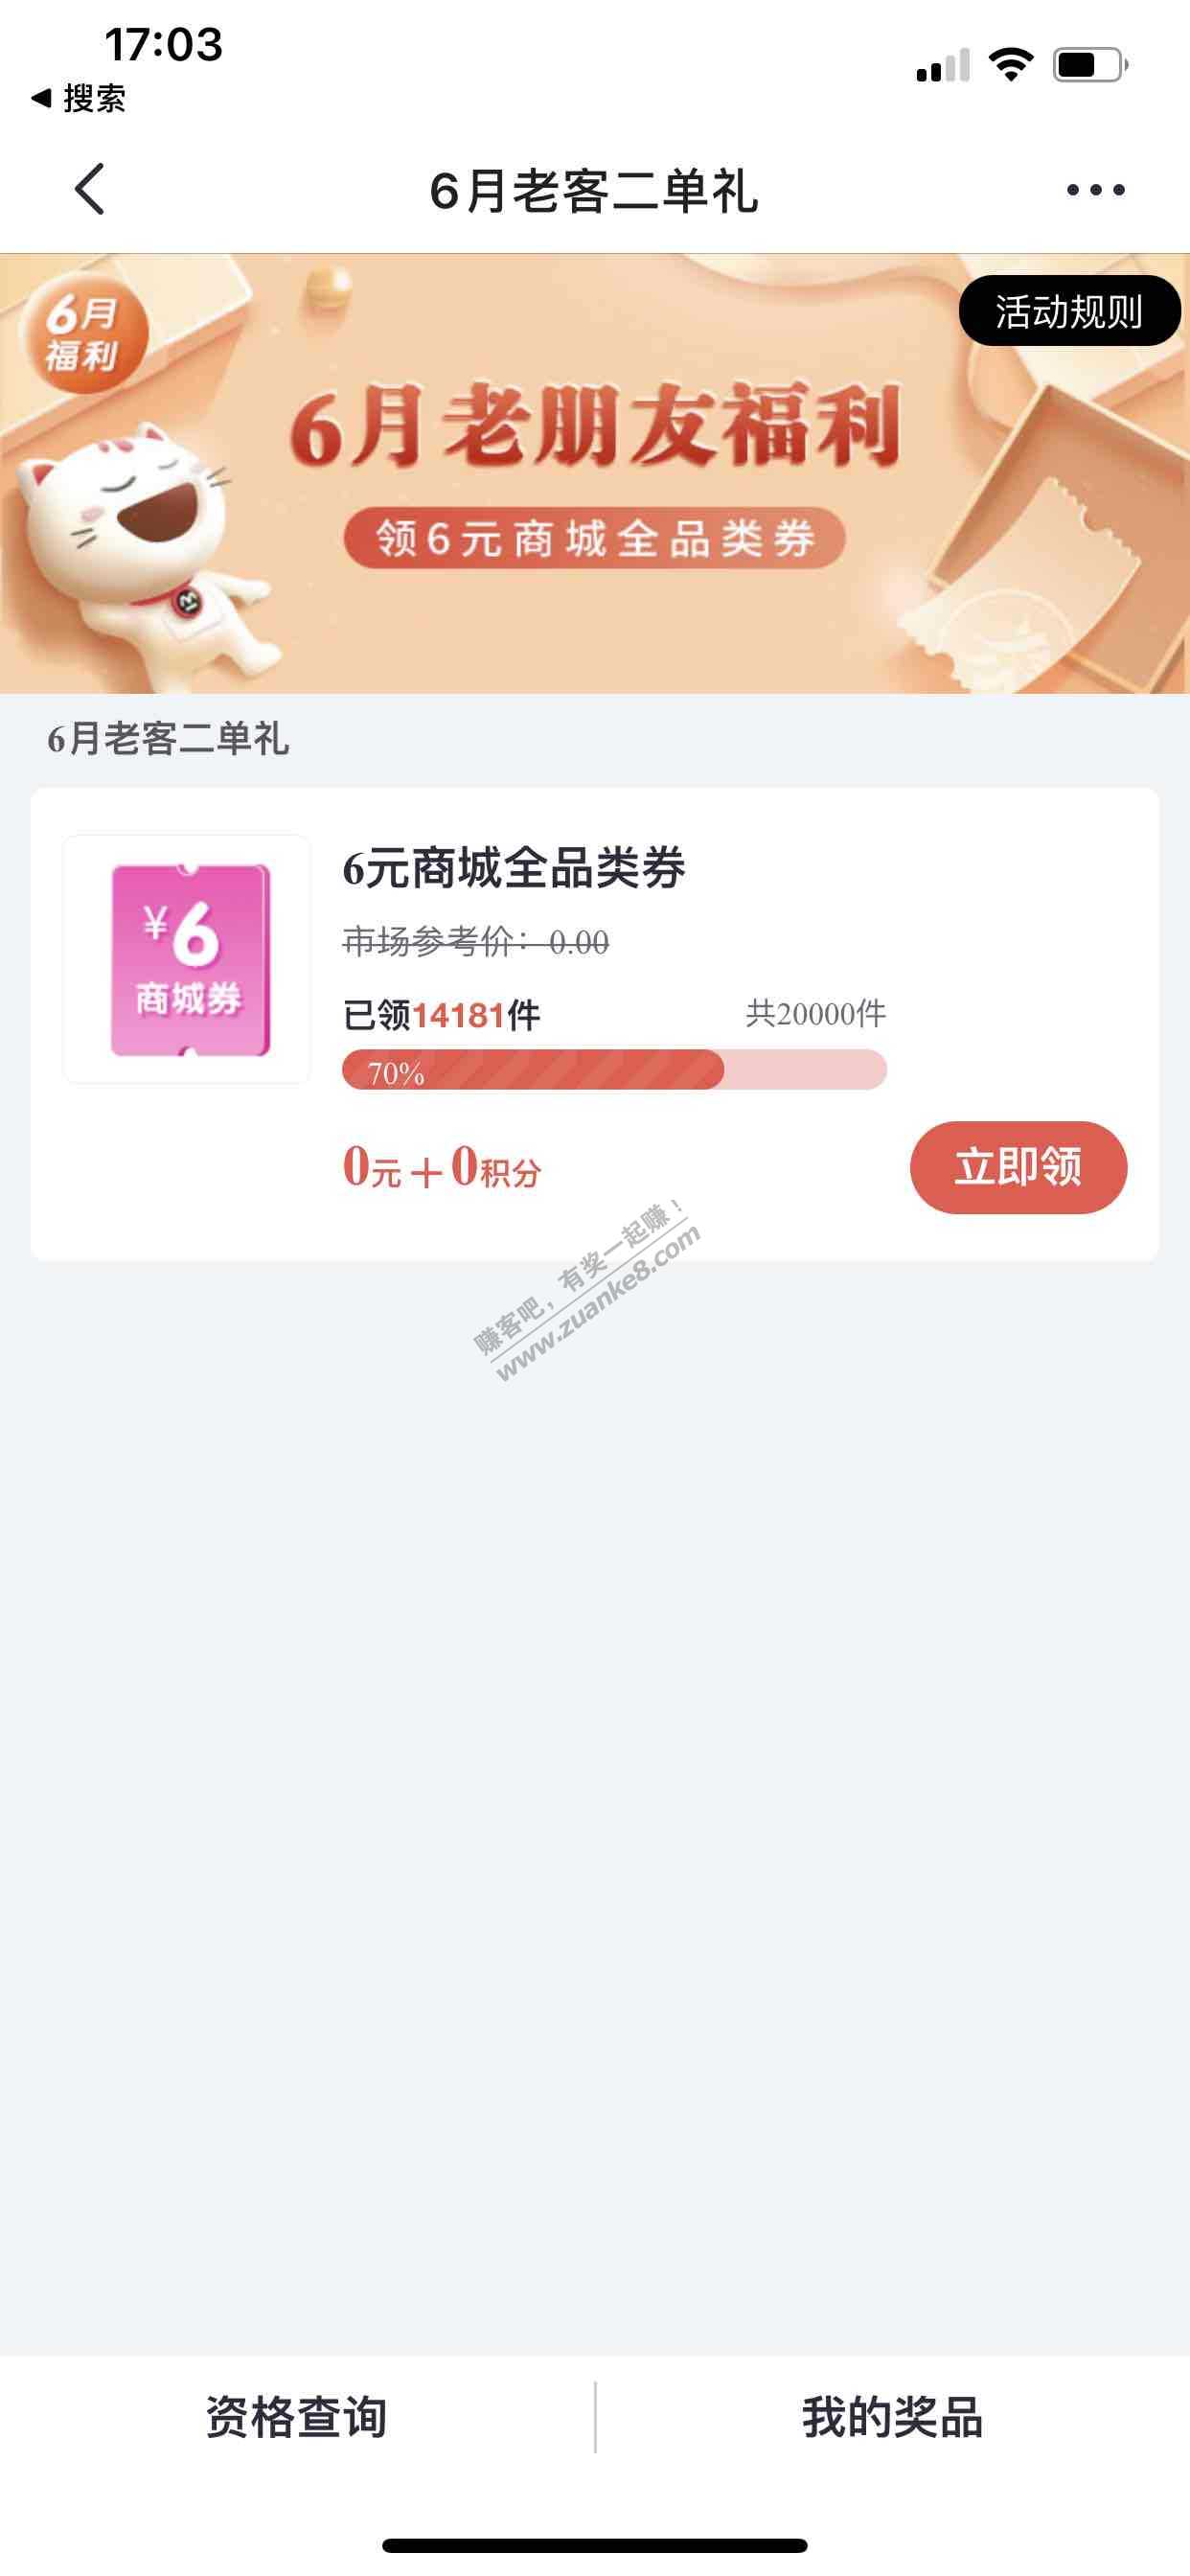 17:03
◀ 搜索
6月老客二单礼
6月
福利
活动规则
6月老朋友福利
领6元商城全品类券
6月老客二单礼
¥6
商城券
6元商城全品类券
市场参考价：0.00
已领14181件
共20000件
70%
0元+0积分
立即领
赚客吧，有奖一起赚！
www.zuanke8.com
资格查询
我的奖品